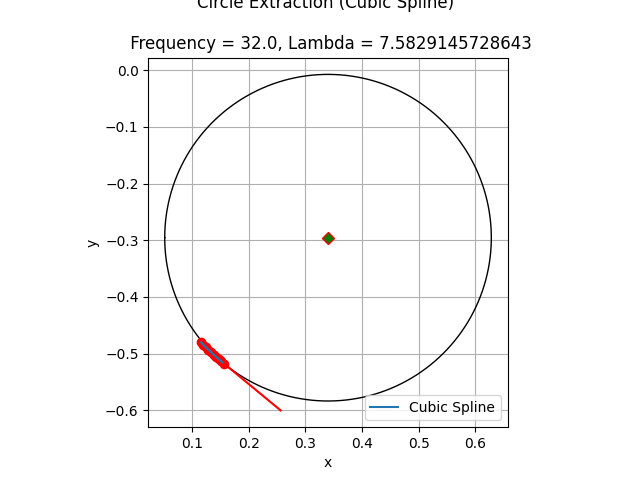 Circle Extraction (Cubic Spline)
Frequency = 32.0, Lambda = 7.5829145728643
0.0
−0.1
−0.2
−0.3
−0.4
−0.5
−0.6
y
0.1 0.2 0.3 0.4 0.5 0.6
x
Cubic Spline